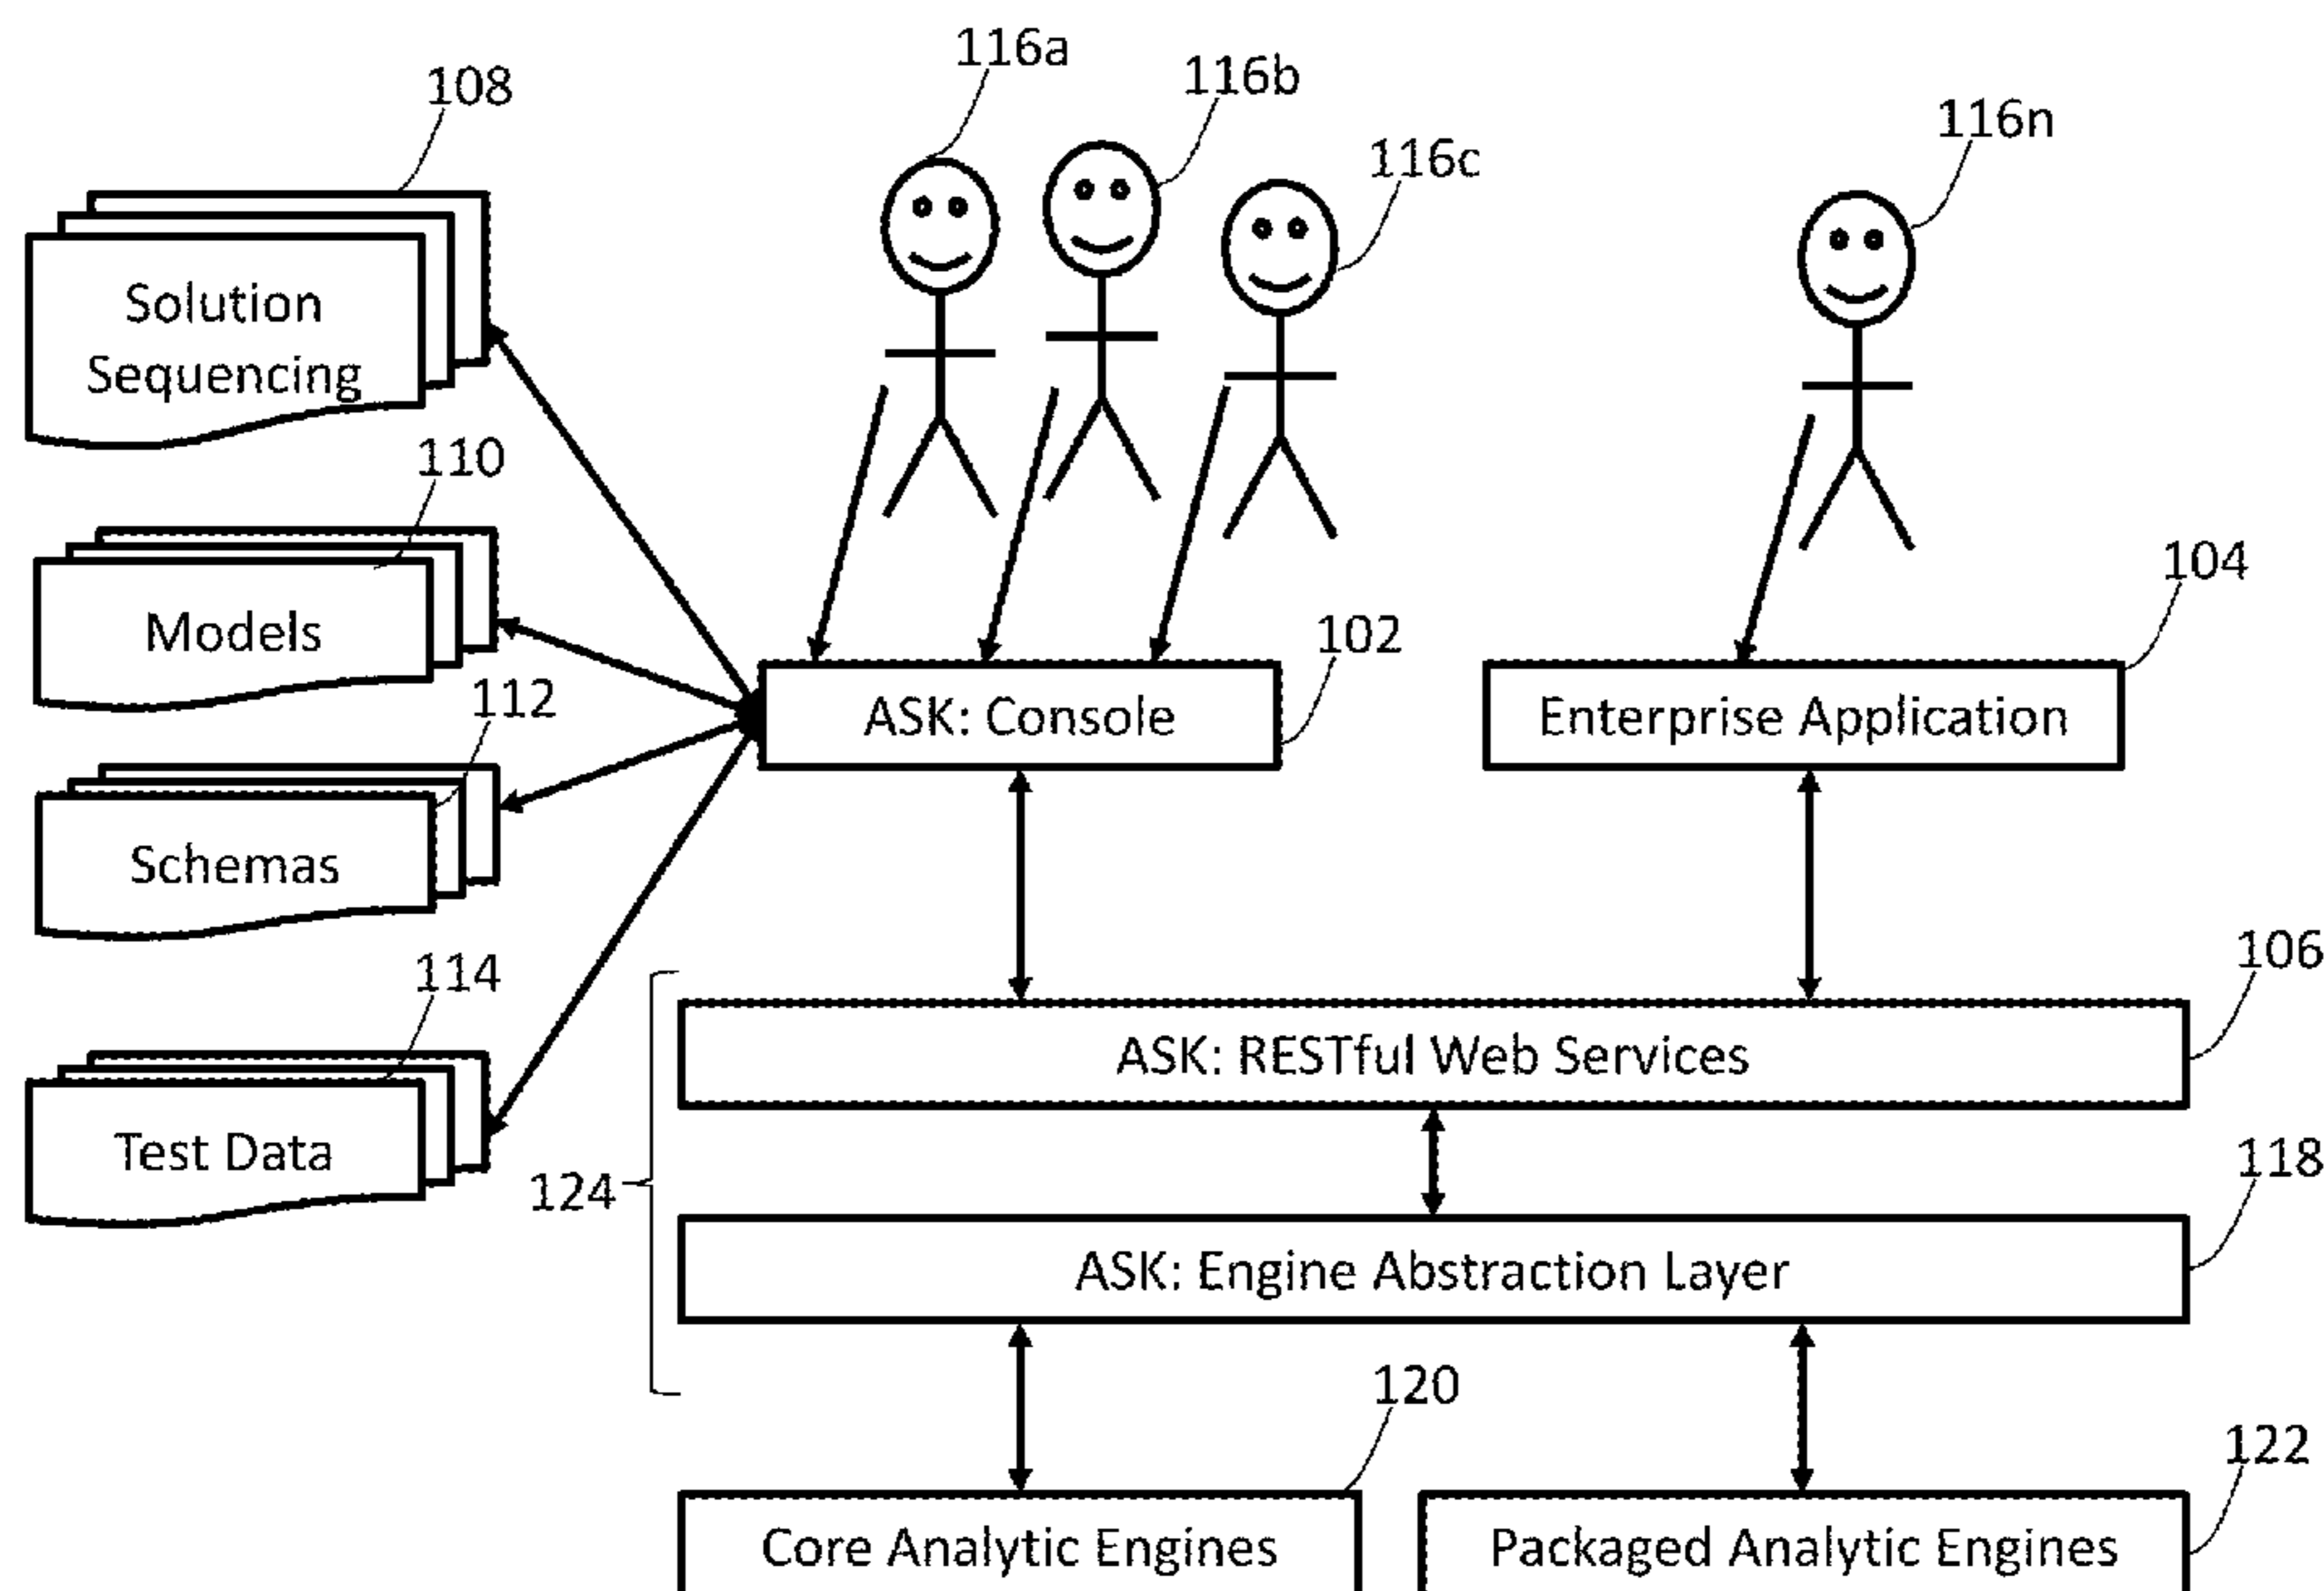 116a
116b
108
116n
116c
Solution
Sequencing
110
104
Models
102
112
ASK: Console
Enterprise Application
Schemas
106
114
ASK: RESTful Web Services
Test Data
118
124
ASK: Engine Abstraction Layer
120
122
Core Analytic Engines
Packaged Analytic Engines